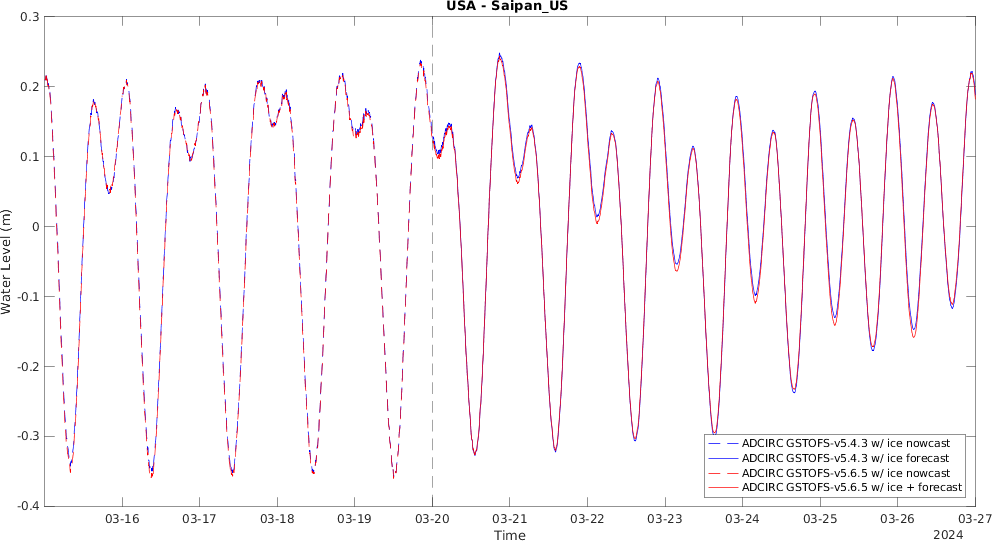 USA - Saipan_US
0.3
0.2
0.1
0
-0.1
-0.2
-0.3
-0.4
Water Level (m)
ADCIRC GSTOFS-v5.4.3 w/ ice nowcast
ADCIRC GSTOFS-v5.4.3 w/ ice forecast
ADCIRC GSTOFS-v5.6.5 w/ ice nowcast
ADCIRC GSTOFS-v5.6.5 w/ ice + forecast
03-16 03-17 03-18 03-19 03-20 03-21 03-22 03-23 03-24 03-25 03-26 03-27
Time 2024